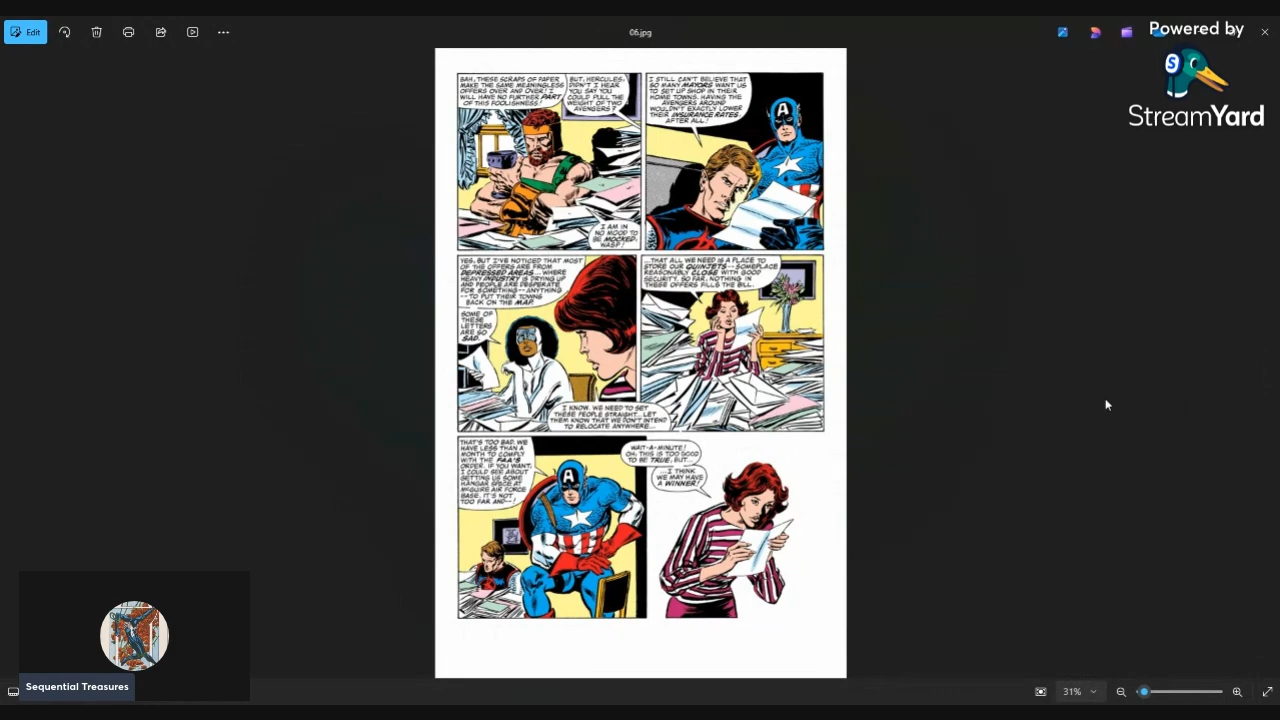 Edit
06.jpg
Powered by
StreamYard
BAH, THESE SCRAPS OF PAPER
MAKE THE SAME MEANINGLESS
OFFERS OVER AND OVER! I
WILL HAVE NO FURTHER PART
OF THIS FOOLISHNESS!
BUT, HERCULES,
DIDN'T I HEAR
YOU SAY YOU
COULD PULL THE
WEIGHT OF TWO
AVENGERS?
I AM IN
NO MOOD TO
BE MOCKED,
WASP!
I STILL CAN'T BELIEVE THAT
SO MANY MAYORS WANT US
TO SET UP SHOP IN THEIR
HOME TOWNS. HAVING THE
AVENGERS AROUND
WOULDN'T EXACTLY LOWER
THEIR INSURANCE RATES,
AFTER ALL!
YES, BUT I'VE NOTICED THAT MOST
OF THE OFFERS ARE FROM
DEPRESSED AREAS... WHERE
HEAVY INDUSTRY IS DRYING UP
AND PEOPLE ARE DESPERATE
FOR SOMETHING--ANYTHING
--TO PUT THEIR TOWNS
BACK ON THE MAP.
SOME OF
THESE
LETTERS
ARE SO
SAD.
I KNOW. WE NEED TO SET
THESE PEOPLE STRAIGHT... LET
THEM KNOW THAT WE DON'T INTEND
TO RELOCATE ANYWHERE...
...THAT ALL WE NEED IS A PLACE TO
STORE OUR QUINJETS--SOMEPLACE
REASONABLY CLOSE WITH GOOD
SECURITY. SO FAR, NOTHING IN
THESE OFFERS FILLS THE BILL.
THAT'S TOO BAD. WE
HAVE LESS THAN A
MONTH TO COMPLY
WITH THE FAA'S
ORDER. IF YOU WANT,
I COULD SEE ABOUT
GETTING US SOME
HANGAR SPACE AT
McGUIRE AIR FORCE
BASE. IT'S NOT
TOO FAR AND--!
WAIT-A-MINUTE!
OH, THIS IS TOO GOOD
TO BE TRUE, BUT...
...I THINK
WE MAY HAVE
A WINNER!
A
A
Sequential Treasures
31%